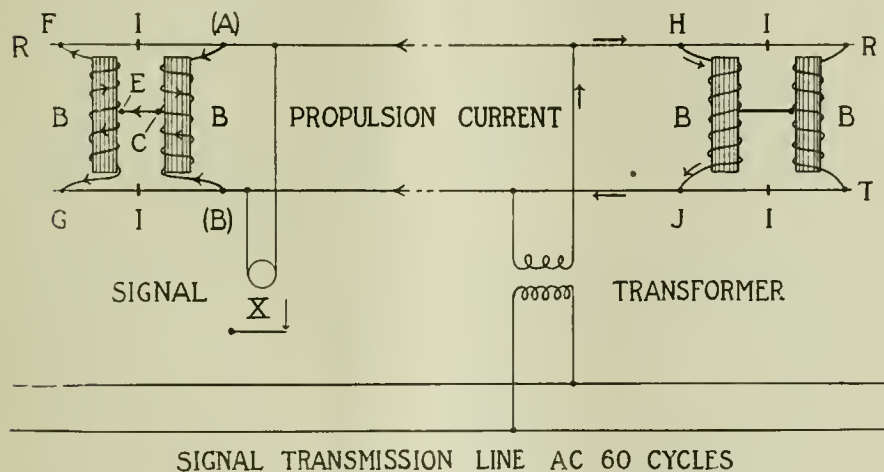 F I (A) H I
R R
E
B B PROPULSION CURRENT B B
C
G I (B) J I T
SIGNAL TRANSFORMER
X
SIGNAL TRANSMISSION LINE AC 60 CYCLES